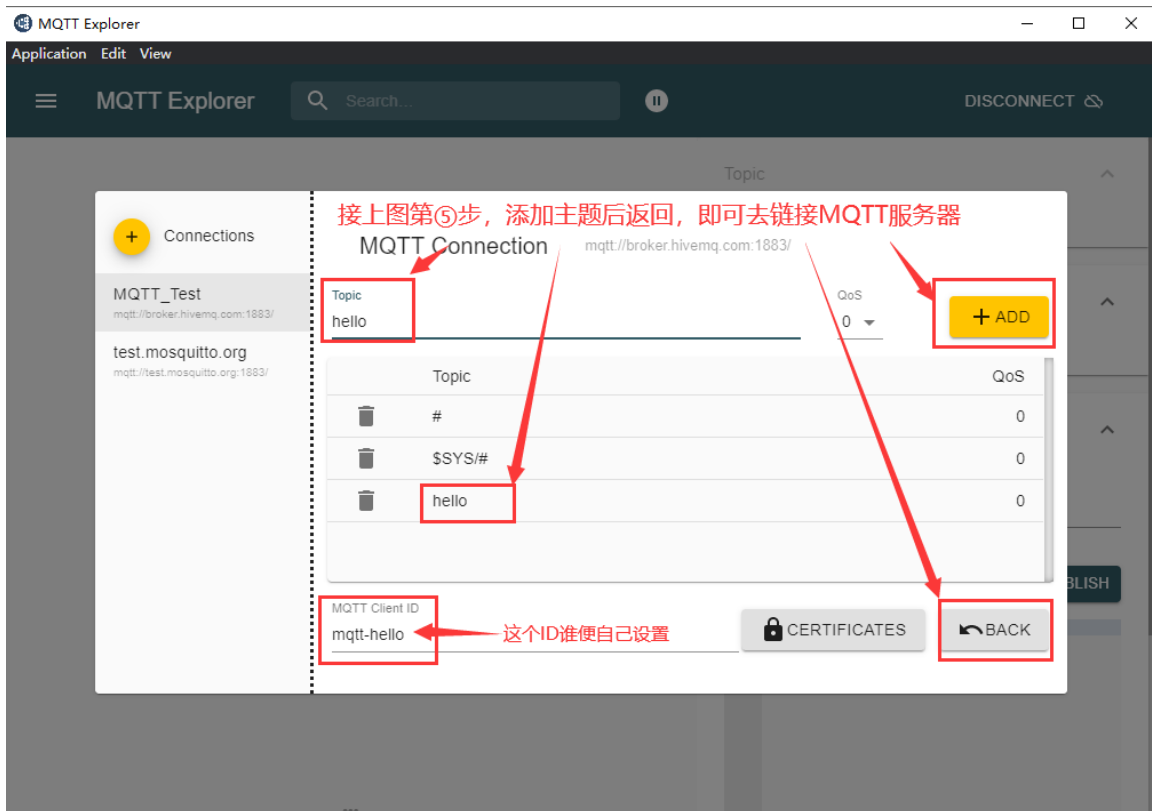 MQTT Explorer
Application Edit View
MQTT Explorer
Search...
DISCONNECT
Topic
接上图第⑤步，添加主题后返回，即可去链接MQTT服务器
Connections
MQTT Connection
mqtt://broker.hivemq.com:1883/
MQTT_Test
mqtt://broker.hivemq.com:1883/
test.mosquitto.org
mqtt://test.mosquitto.org:1883/
Topic
hello
QoS
0
+ ADD
Topic QoS
# 0
$SYS/# 0
hello 0
MQTT Client ID
mqtt-hello
这个ID谁便自己设置
CERTIFICATES
BACK
BLISH